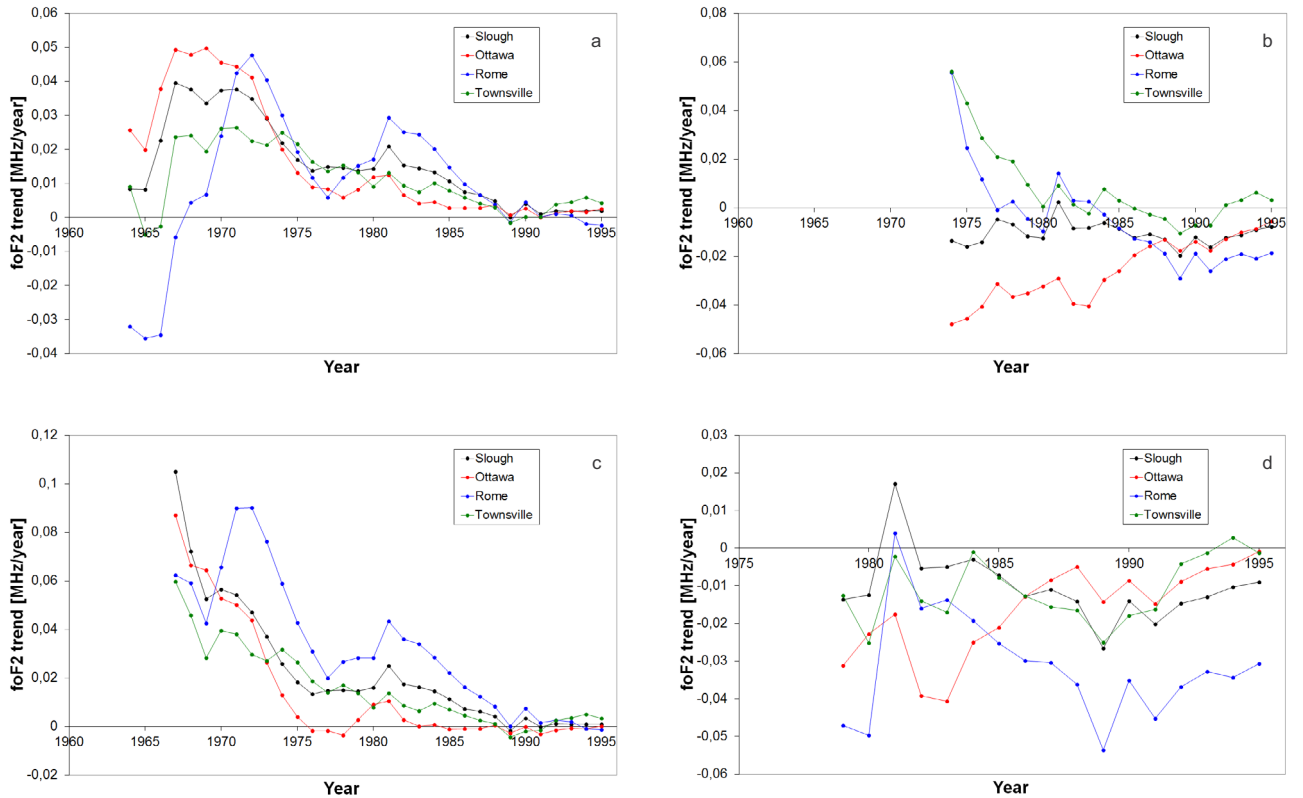 a
Slough
Ottawa
Rome
Townsville
foF2 trend [MHz/year]
0,06
0,05
0,04
0,03
0,02
0,01
0
-0,01
-0,02
-0,03
-0,04
1960 1965 1970 1975 1980 1985 1990 1995
Year
b
Slough
Ottawa
Rome
Townsville
foF2 trend [MHz/year]
0,08
0,06
0,04
0,02
0
-0,02
-0,04
-0,06
1960 1965 1970 1975 1980 1985 1990 1995
Year
c
Slough
Ottawa
Rome
Townsville
foF2 trend [MHz/year]
0,12
0,1
0,08
0,06
0,04
0,02
0
-0,02
1960 1965 1970 1975 1980 1985 1990 1995
Year
d
Slough
Ottawa
Rome
Townsville
foF2 trend [MHz/year]
0,03
0,02
0,01
0
-0,01
-0,02
-0,03
-0,04
-0,05
-0,06
1975 1980 1985 1990 1995
Year